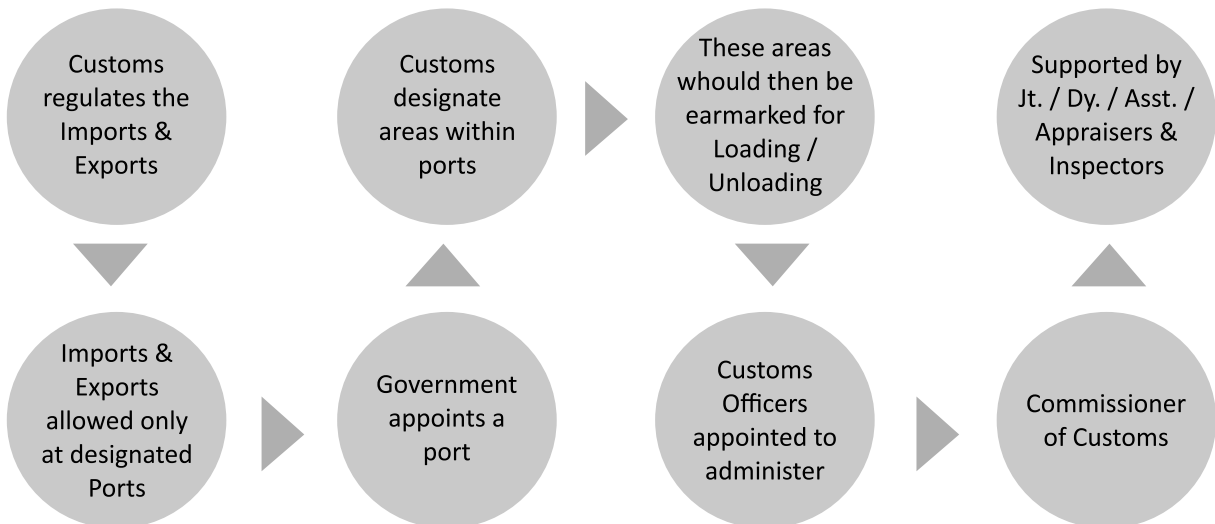 Customs
regulates the
Imports &
Exports
Imports &
Exports
allowed only
at designated
Ports
Government
appoints a
port
Customs
designate
areas within
ports
These areas
whould then be
earmarked for
Loading /
Unloading
Customs
Officers
appointed to
administer
Commissioner
of Customs
Supported by
Jt. / Dy. / Asst. /
Appraisers &
Inspectors